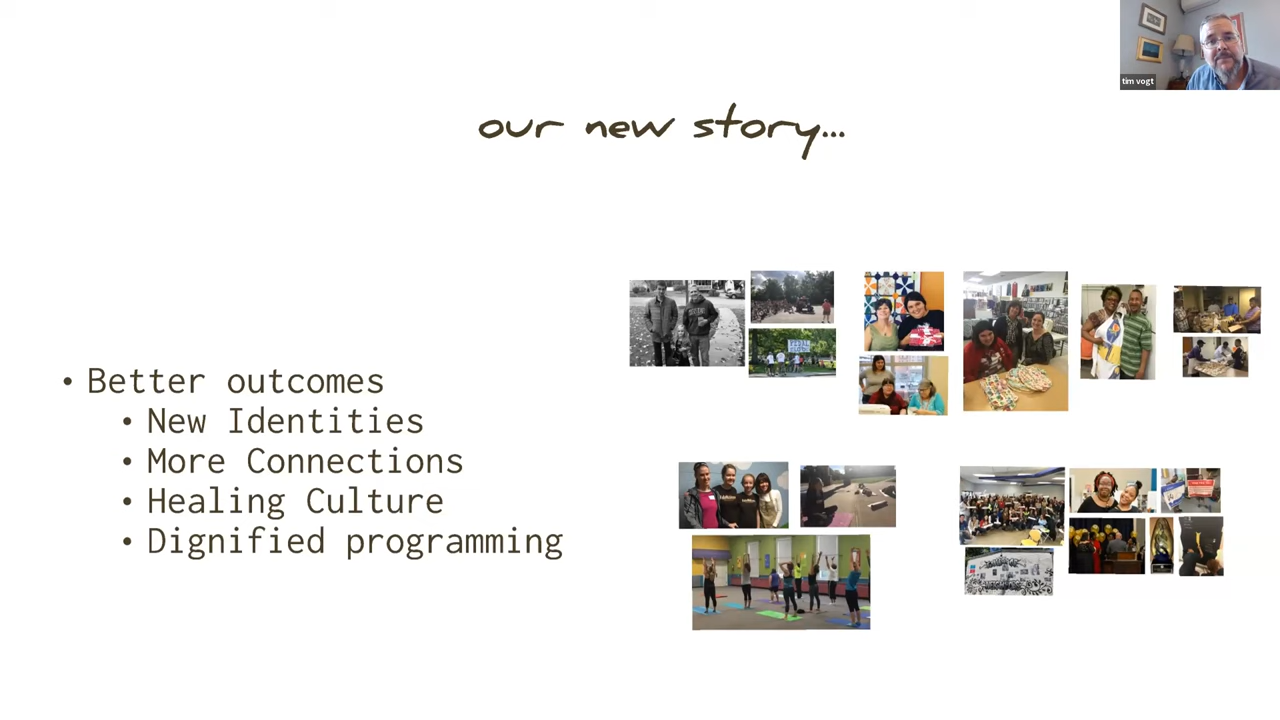 tim vogt
our new story...
• Better outcomes
• New Identities
• More Connections
• Healing Culture
• Dignified programming